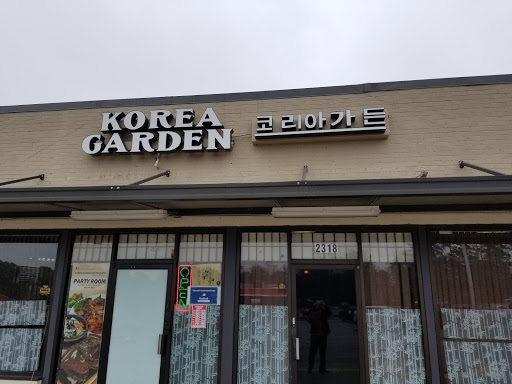 KOREA
GARDEN
코리아가든
2318
PARTY ROOM
OPEN